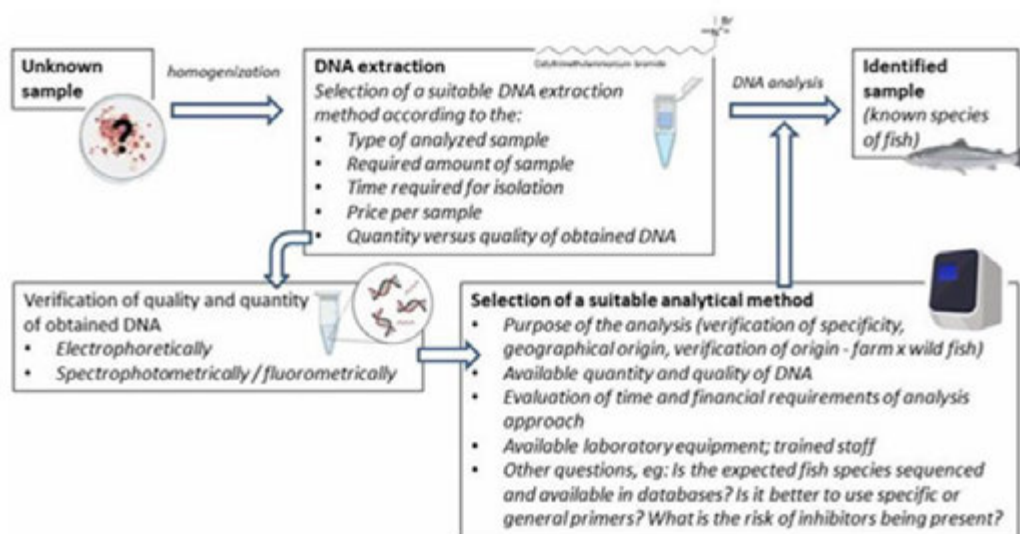 Unknown
sample
homogenization
DNA extraction
Cetyltrimethylammonium bromide
Br
N
Selection of a suitable DNA extraction
method according to the:
• Type of analyzed sample
• Required amount of sample
• Time required for isolation
• Price per sample
• Quantity versus quality of obtained DNA
DNA analysis
Identified
sample
(known species
of fish)
?
Verification of quality and quantity
of obtained DNA
• Electrophoretically
• Spectrophotometrically / fluorometrically
Selection of a suitable analytical method
• Purpose of the analysis (verification of specificity,
geographical origin, verification of origin - farm x wild fish)
• Available quantity and quality of DNA
• Evaluation of time and financial requirements of analysis
approach
• Available laboratory equipment; trained staff
• Other questions, eg: Is the expected fish species sequenced
and available in databases? Is it better to use specific or
general primers? What is the risk of inhibitors being present?